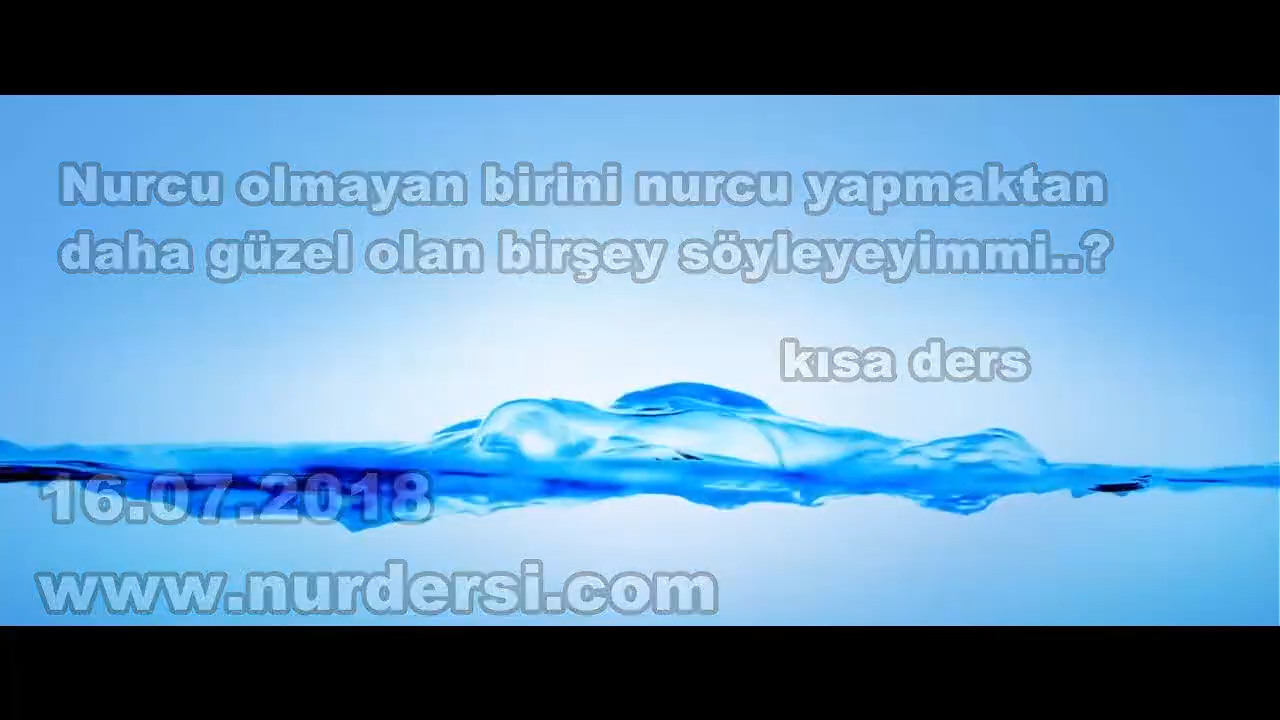 Nurcu olmayan birini nurcu yapmaktan
daha güzel olan birşey söyleyeyimmi..?
kısa ders
16.07.2018
www.nurdersi.com